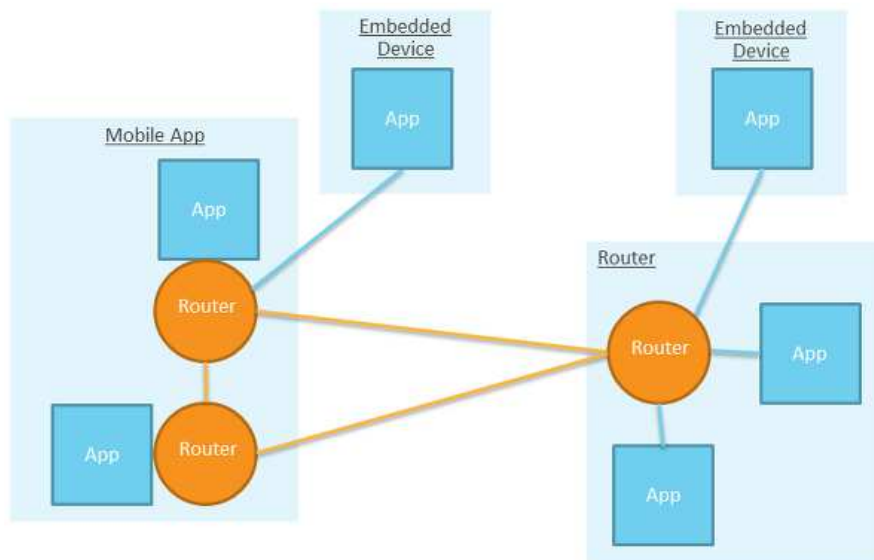 Embedded
Device
App
Embedded
Device
App
Mobile App
App
Router
Router
App
Router
Router
App
App